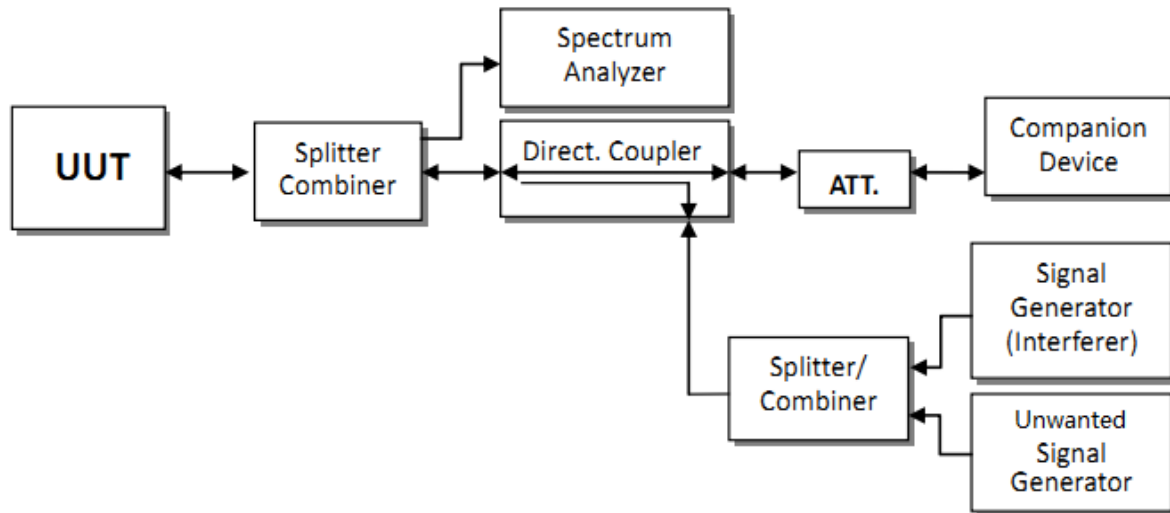 Spectrum
Analyzer
UUT
Splitter
Combiner
Direct. Coupler
ATT.
Companion
Device
Signal
Generator
(Interferer)
Splitter/
Combiner
Unwanted
Signal
Generator